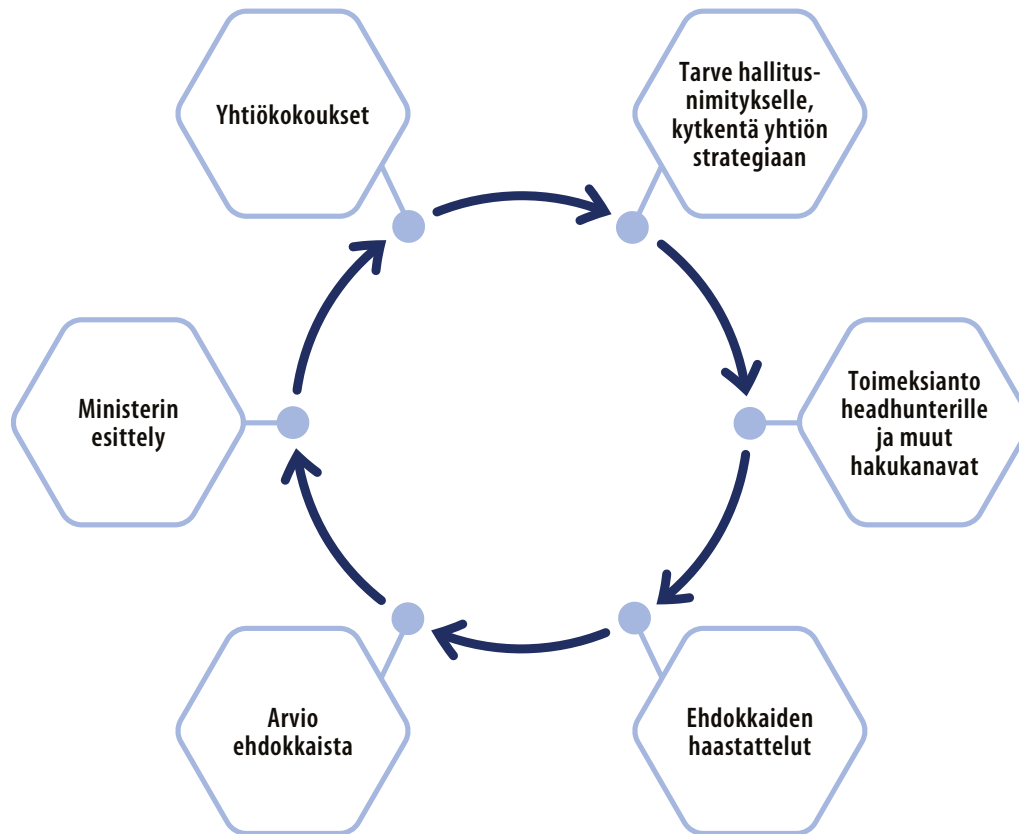 Yhtiökokoukset
Tarve hallitus-
nimitykselle,
kytkentä yhtiön
strategiaan
Ministerin
esittely
Toimeksianto
headhunterille
ja muut
hakukanavat
Arvio
ehdokkaista
Ehdokkaiden
haastattelut